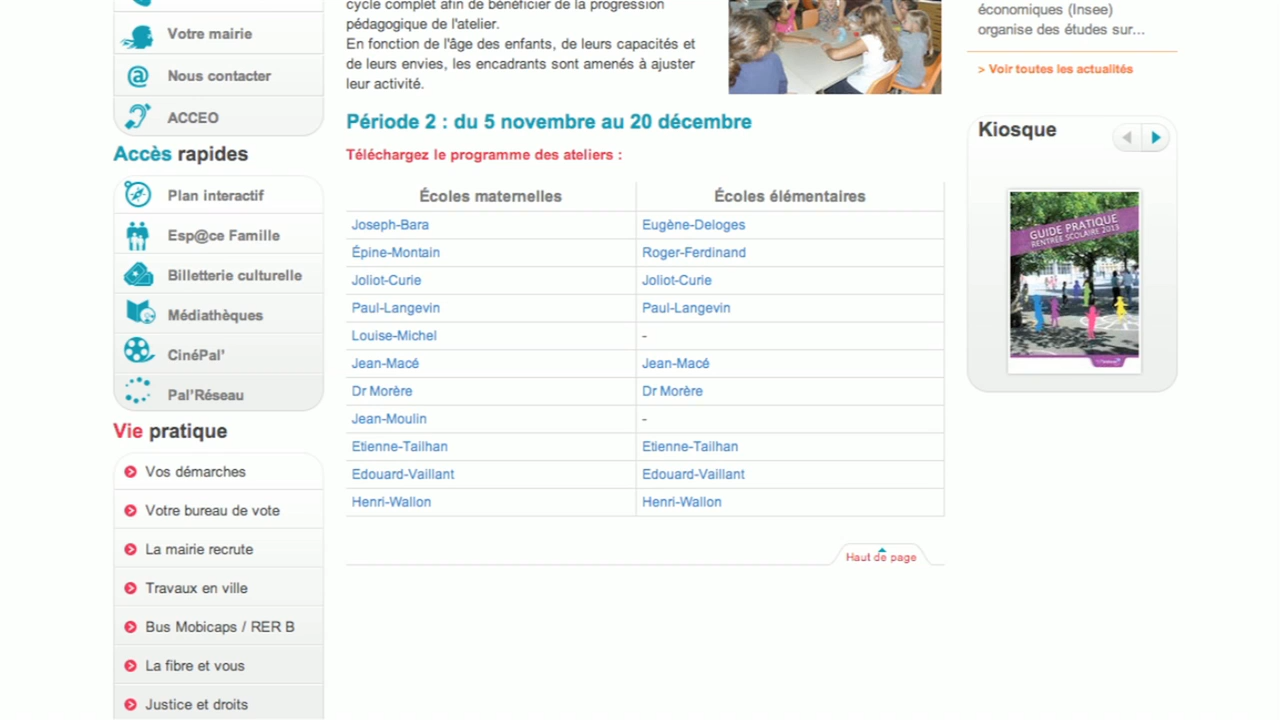 Votre mairie
Nous contacter
ACCEO
Accès rapides
Plan interactif
Esp@ce Famille
Billetterie culturelle
Médiathèques
CinéPal'
Pal'Réseau
Vie pratique
Vos démarches
Votre bureau de vote
La mairie recrute
Travaux en ville
Bus Mobicaps / RER B
La fibre et vous
Justice et droits
cycle complet afin de bénéficier de la progression
pédagogique de l'atelier.
En fonction de l'âge des enfants, de leurs capacités et
de leurs envies, les encadrants sont amenés à ajuster
leur activité.
Période 2 : du 5 novembre au 20 décembre
Téléchargez le programme des ateliers :
Écoles maternelles Écoles élémentaires
Joseph-Bara Eugène-Deloges
Épine-Montain Roger-Ferdinand
Joliot-Curie Joliot-Curie
Paul-Langevin Paul-Langevin
Louise-Michel -
Jean-Macé Jean-Macé
Dr Morère Dr Morère
Jean-Moulin -
Etienne-Tailhan Etienne-Tailhan
Edouard-Vaillant Edouard-Vaillant
Henri-Wallon Henri-Wallon
Haut de page
économiques (Insee)
organise des études sur...
> Voir toutes les actualités
Kiosque
GUIDE PRATIQUE
RENTRÉE SCOLAIRE 2013